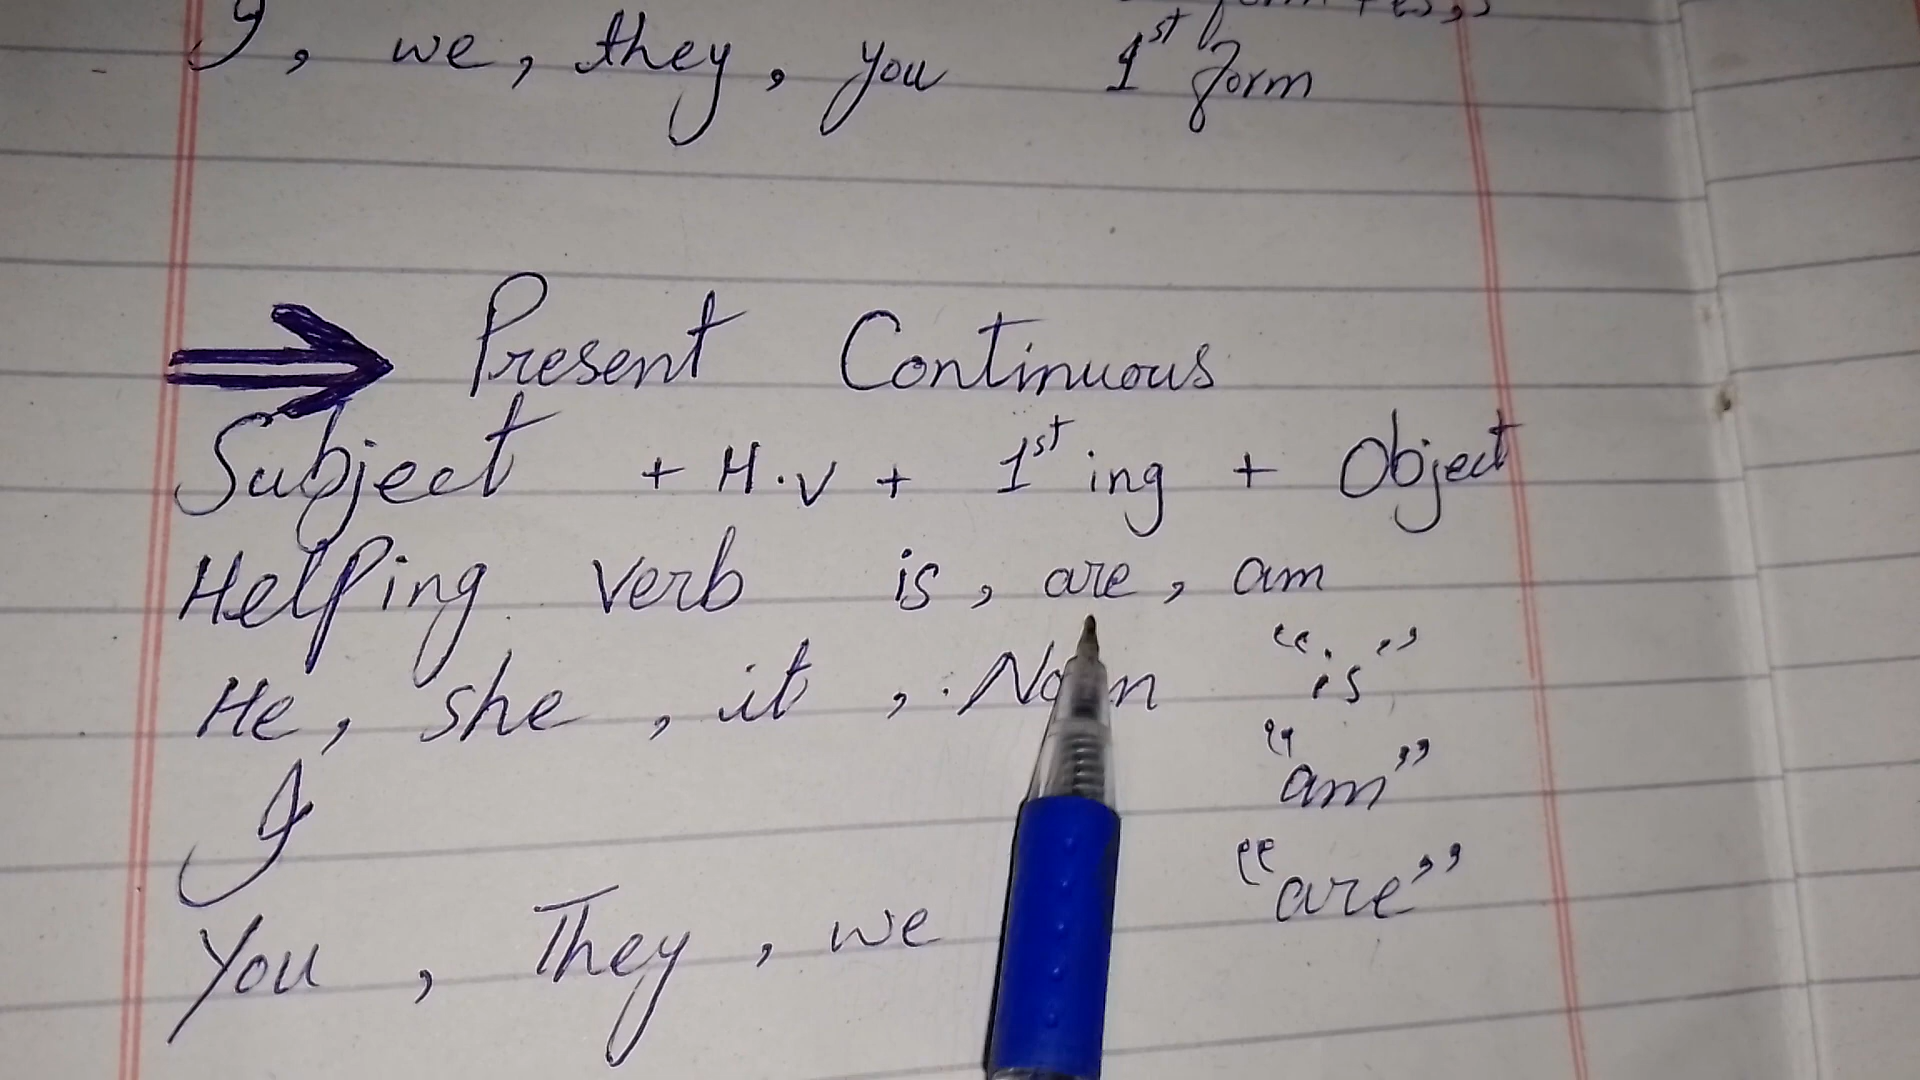 I, we, they, you 1st form
Present Continuous
Subject + H.v + 1st ing + Object
Helping verb is, are, am
He, she, it, "is"
I "am"
You, They, we "are"